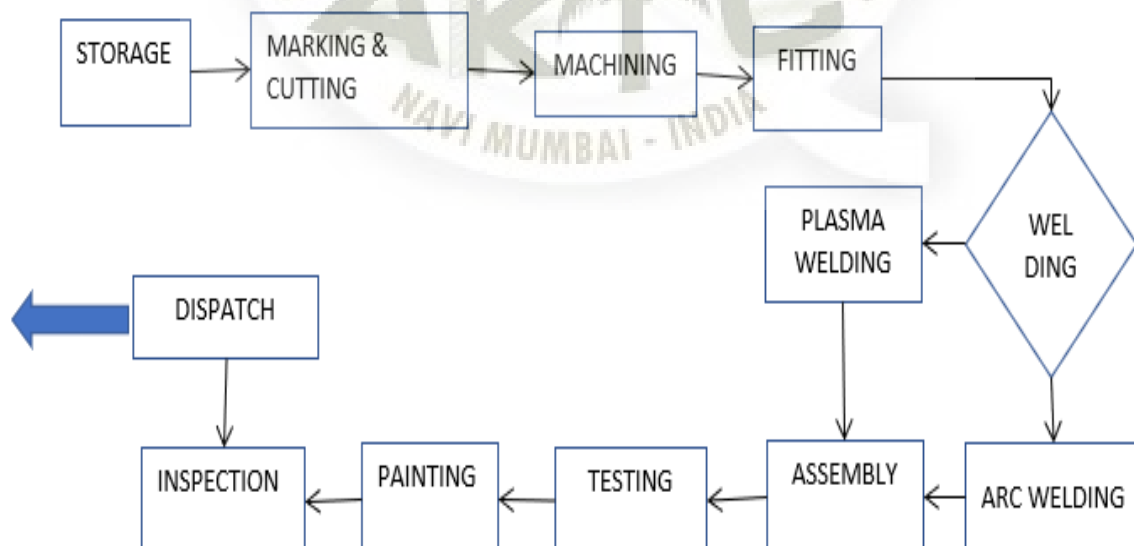 STORAGE
MARKING &
CUTTING
MACHINING
FITTING
NAVI MUMBAI - INDIA
PLASMA
WELDING
WEL
DING
DISPATCH
INSPECTION
PAINTING
TESTING
ASSEMBLY
ARC WELDING